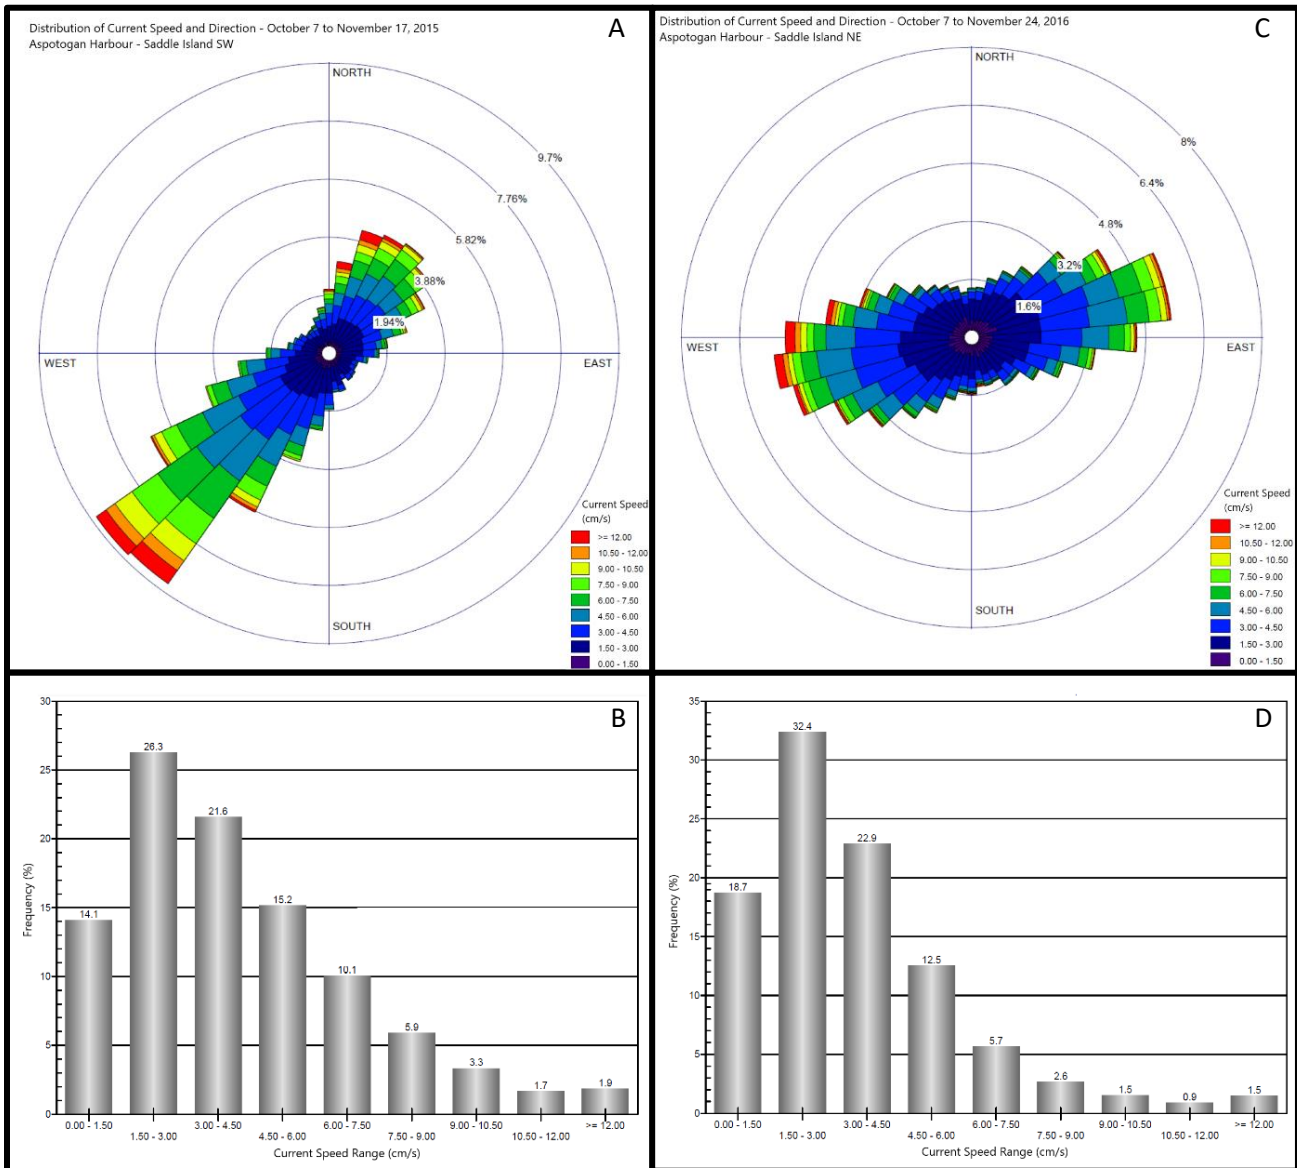 Distribution of Current Speed and Direction - October 7 to November 17, 2015
Aspotogan Harbour - Saddle Island SW
A
NORTH
9.7%
7.76%
5.82%
3.88%
1.94%
WEST
EAST
SOUTH
Current Speed
(cm/s)
>= 12.00
10.50 - 12.00
9.00 - 10.50
7.50 - 9.00
6.00 - 7.50
4.50 - 6.00
3.00 - 4.50
1.50 - 3.00
0.00 - 1.50
Distribution of Current Speed and Direction - October 7 to November 24, 2016
Aspotogan Harbour - Saddle Island NE
C
NORTH
8%
6.4%
4.8%
3.2%
1.6%
WEST
EAST
SOUTH
Current Speed
(cm/s)
>= 12.00
10.50 - 12.00
9.00 - 10.50
7.50 - 9.00
6.00 - 7.50
4.50 - 6.00
3.00 - 4.50
1.50 - 3.00
0.00 - 1.50
B
Frequency (%)
30
25
20
15
10
5
0
14.1
26.3
21.6
15.2
10.1
5.9
3.3
1.7
1.9
0.00 - 1.50
1.50 - 3.00
3.00 - 4.50
4.50 - 6.00
6.00 - 7.50
7.50 - 9.00
9.00 - 10.50
10.50 - 12.00
>= 12.00
Current Speed Range (cm/s)
D
Frequency (%)
35
30
25
20
15
10
5
0
18.7
32.4
22.9
12.5
5.7
2.6
1.5
0.9
1.5
0.00 - 1.50
1.50 - 3.00
3.00 - 4.50
4.50 - 6.00
6.00 - 7.50
7.50 - 9.00
9.00 - 10.50
10.50 - 12.00
>= 12.00
Current Speed Range (cm/s)